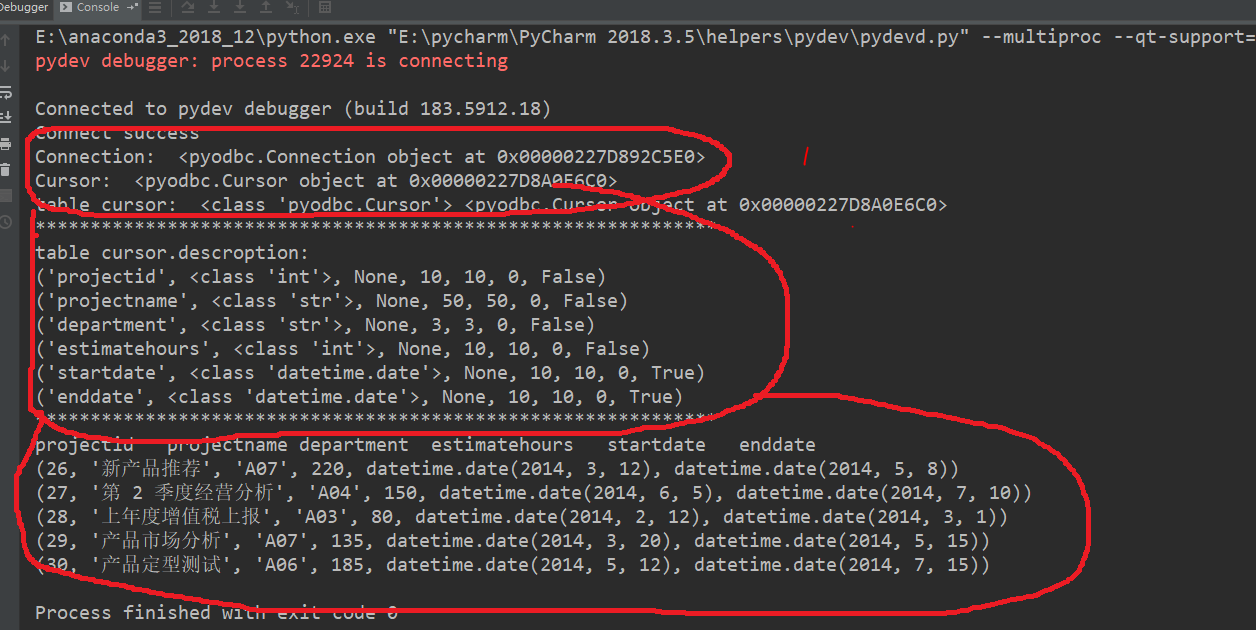 Debugger Console
E:\anaconda3_2018_12\python.exe "E:\pycharm\PyCharm 2018.3.5\helpers\pydev\pydevd.py" --multiproc --qt-support=
pydev debugger: process 22924 is connecting
Connected to pydev debugger (build 183.5912.18)
Connect success
Connection:  <pyodbc.Connection object at 0x00000227D892C5E0>
Cursor:  <pyodbc.Cursor object at 0x00000227D8A0E6C0>
table cursor:  <class 'pyodbc.Cursor'> <pyodbc.Cursor object at 0x00000227D8A0E6C0>
**************************************************************
table cursor.descroption:
('projectid', <class 'int'>, None, 10, 10, 0, False)
('projectname', <class 'str'>, None, 50, 50, 0, False)
('department', <class 'str'>, None, 3, 3, 0, False)
('estimatehours', <class 'int'>, None, 10, 10, 0, False)
('startdate', <class 'datetime.date'>, None, 10, 10, 0, True)
('enddate', <class 'datetime.date'>, None, 10, 10, 0, True)
**************************************************************
projectid   projectname department  estimatehours   startdate   enddate
(26, '新产品推荐', 'A07', 220, datetime.date(2014, 3, 12), datetime.date(2014, 5, 8))
(27, '第 2 季度经营分析', 'A04', 150, datetime.date(2014, 6, 5), datetime.date(2014, 7, 10))
(28, '上年度增值税上报', 'A03', 80, datetime.date(2014, 2, 12), datetime.date(2014, 3, 1))
(29, '产品市场分析', 'A07', 135, datetime.date(2014, 3, 20), datetime.date(2014, 5, 15))
(30, '产品定型测试', 'A06', 185, datetime.date(2014, 5, 12), datetime.date(2014, 7, 15))
Process finished with exit code 0